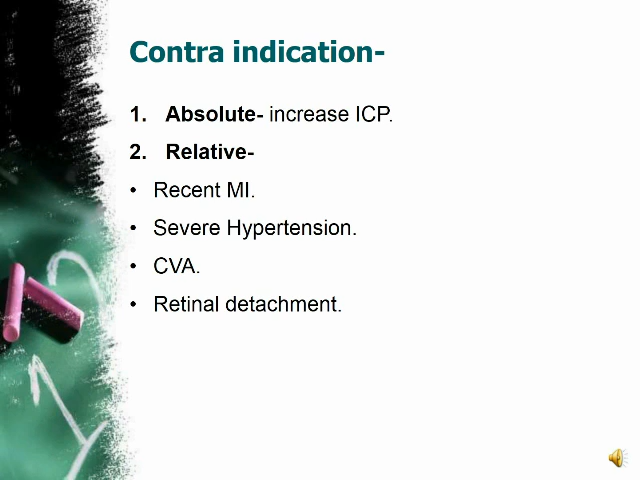 Contra indication-
1. Absolute- increase ICP.
2. Relative-
• Recent MI.
• Severe Hypertension.
• CVA.
• Retinal detachment.